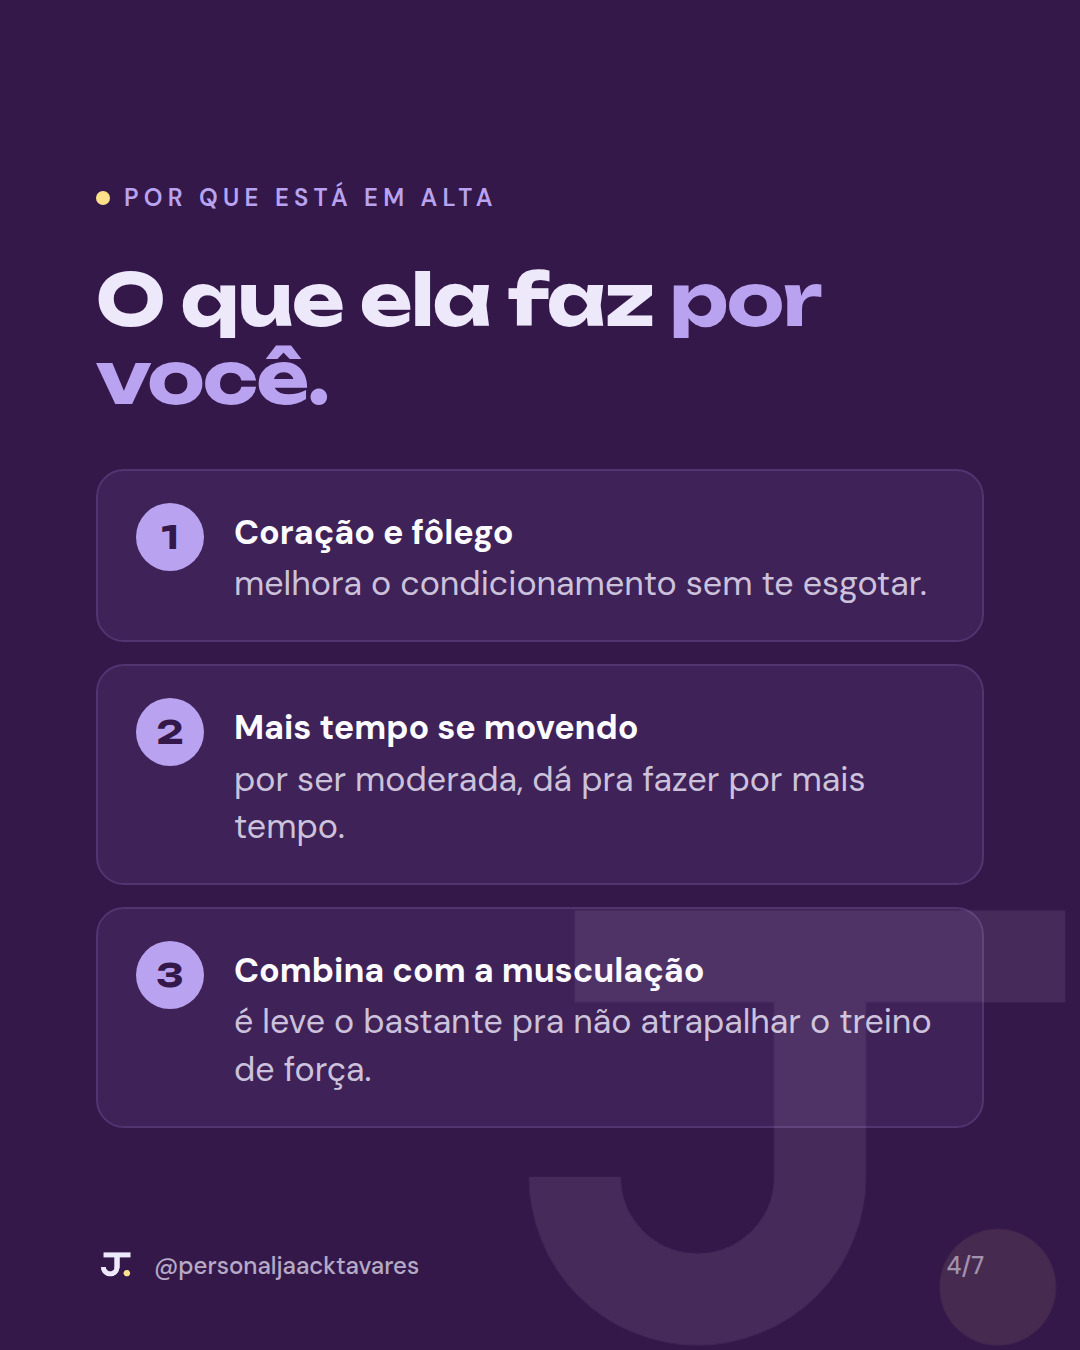 POR QUE ESTÁ EM ALTA
O que ela faz por
você.
1
Coração e fôlego
melhora o condicionamento sem te esgotar.
2
Mais tempo se movendo
por ser moderada, dá pra fazer por mais
tempo.
3
Combina com a musculação
é leve o bastante pra não atrapalhar o treino
de força.
J.
@personaljaacktavares
4/7